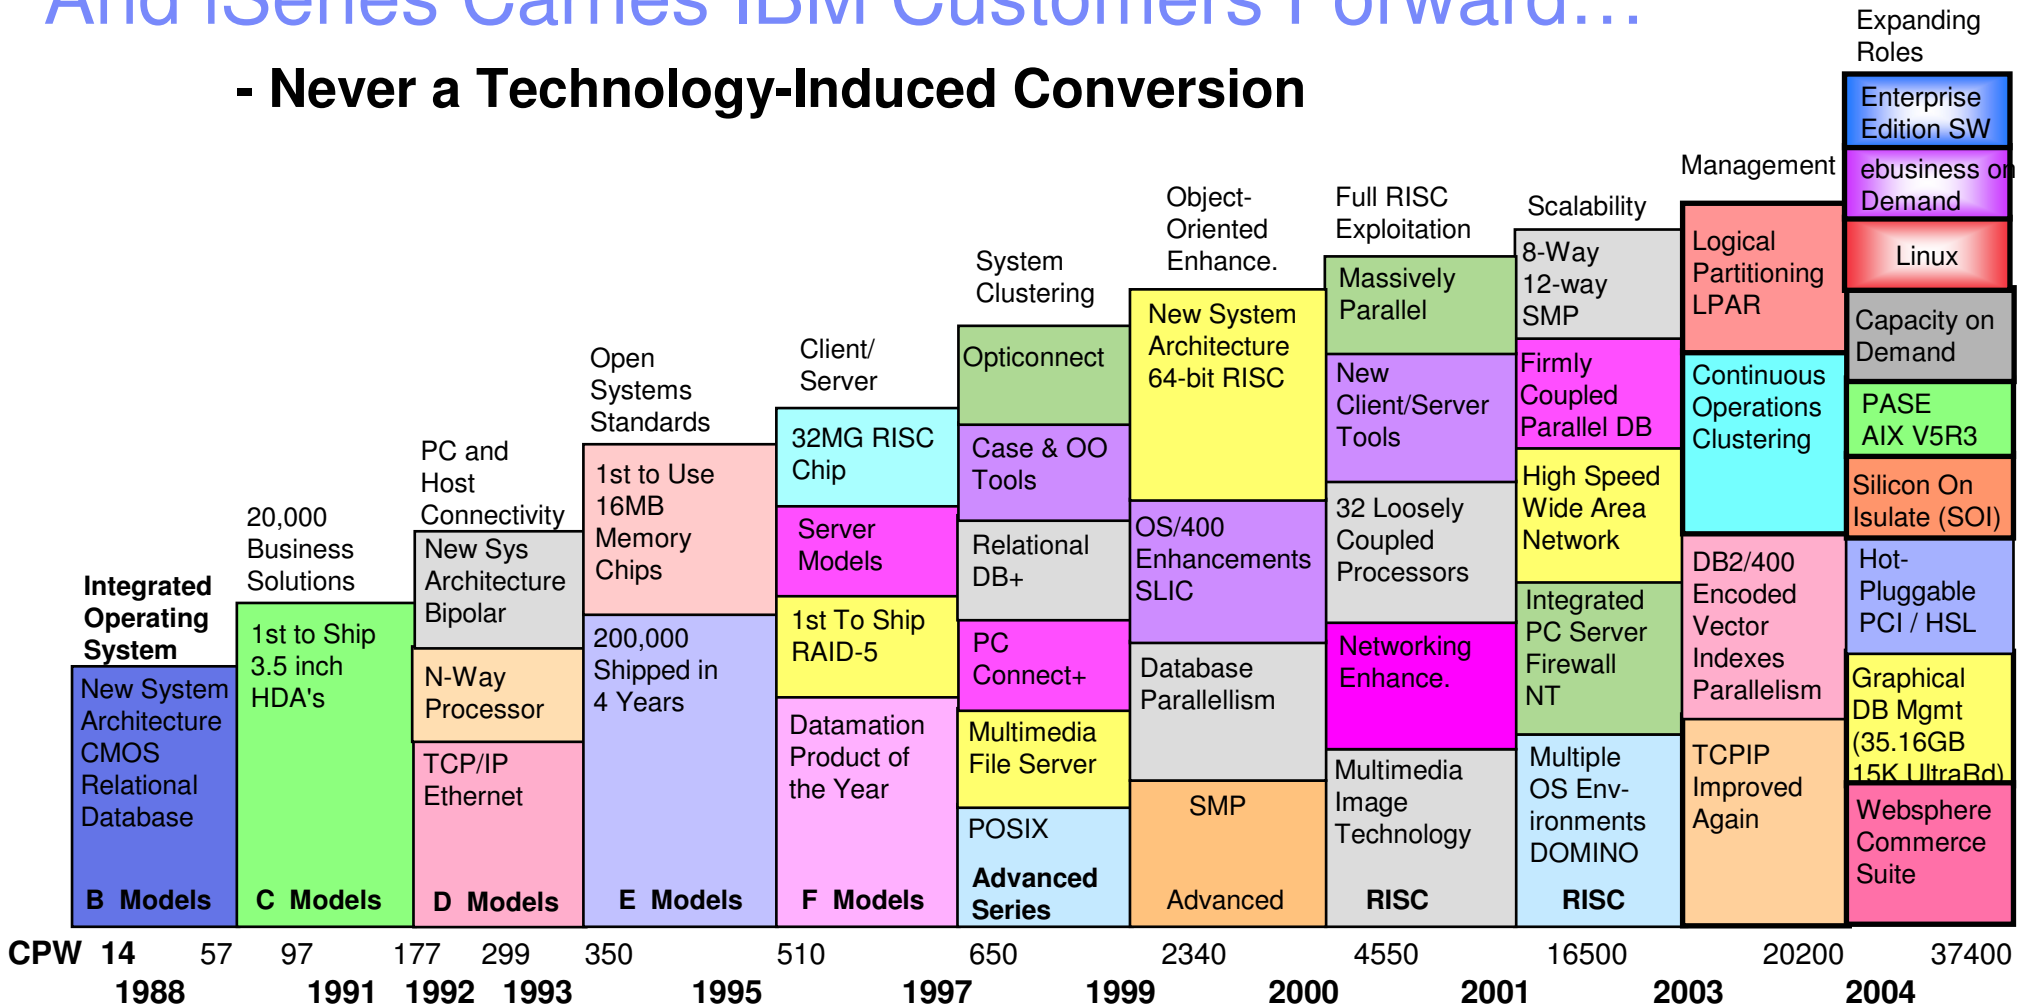 And iSeries Carries IBM Customers Forward…
- Never a Technology-Induced Conversion
Integrated
Operating
System
New System
Architecture
CMOS
Relational
Database
B Models
20,000
Business
Solutions
1st to Ship
3.5 inch
HDA's
C Models
PC and
Host
Connectivity
New Sys
Architecture
Bipolar
N-Way
Processor
TCP/IP
Ethernet
D Models
Open
Systems
Standards
1st to Use
16MB
Memory
Chips
200,000
Shipped in
4 Years
E Models
Client/
Server
32MG RISC
Chip
Server
Models
1st To Ship
RAID-5
Datamation
Product of
the Year
F Models
System
Clustering
Opticonnect
Case & OO
Tools
Relational
DB+
PC
Connect+
Multimedia
File Server
POSIX
Advanced
Series
Object-
Oriented
Enhance.
New System
Architecture
64-bit RISC
OS/400
Enhancements
SLIC
Database
Parallellism
SMP
Advanced
Full RISC
Exploitation
Massively
Parallel
New
Client/Server
Tools
32 Loosely
Coupled
Processors
Networking
Enhance.
Multimedia
Image
Technology
RISC
Scalability
8-Way
12-way
SMP
Firmly
Coupled
Parallel DB
High Speed
Wide Area
Network
Integrated
PC Server
Firewall
NT
Multiple
OS Env-
ironments
DOMINO
RISC
Management
Logical
Partitioning
LPAR
Continuous
Operations
Clustering
DB2/400
Encoded
Vector
Indexes
Parallelism
TCPIP
Improved
Again
Expanding
Roles
Enterprise
Edition SW
ebusiness on
Demand
Linux
Capacity on
Demand
PASE
AIX V5R3
Silicon On
Isulate (SOI)
Hot-
Pluggable
PCI / HSL
Graphical
DB Mgmt
(35.16GB
15K UltraRd)
Websphere
Commerce
Suite
CPW 14 57 97 177 299 350 510 650 2340 4550 16500 20200 37400
1988 1991 1992 1993 1995 1997 1999 2000 2001 2003 2004